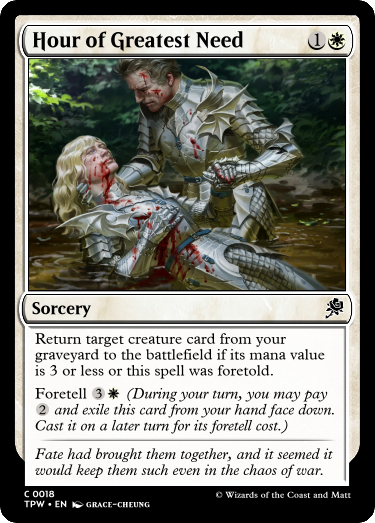 Hour of Greatest Need 1
Sorcery
Return target creature card from your
graveyard to the battlefield if its mana value
is 3 or less or this spell was foretold.
Foretell 3 (During your turn, you may pay
2 and exile this card from your hand face down.
Cast it on a later turn for its foretell cost.)
Fate had brought them together, and it seemed it
would keep them such even in the chaos of war.
C 0018
TPW • EN GRACE-CHEUNG
© Wizards of the Coast and Matt